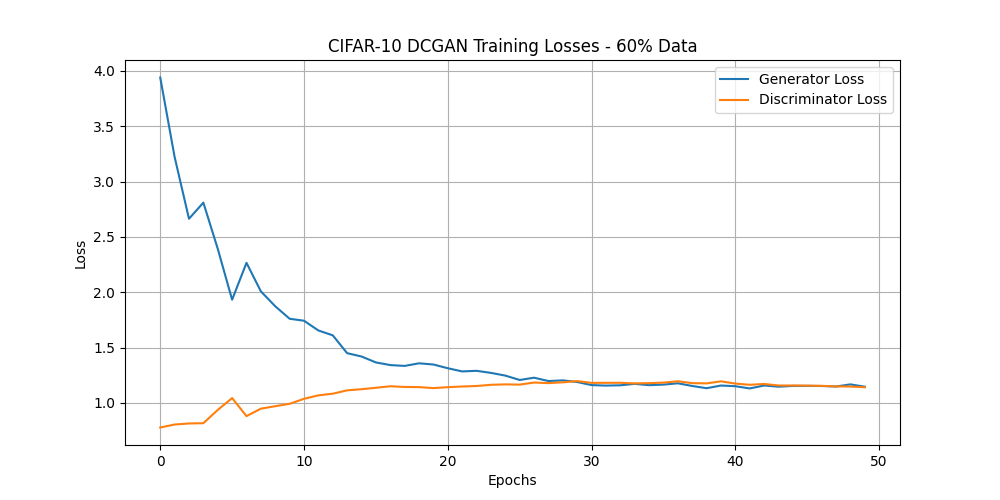 CIFAR-10 DCGAN Training Losses - 60% Data
Generator Loss
Discriminator Loss
Loss
4.0
3.5
3.0
2.5
2.0
1.5
1.0
0 10 20 30 40 50
Epochs